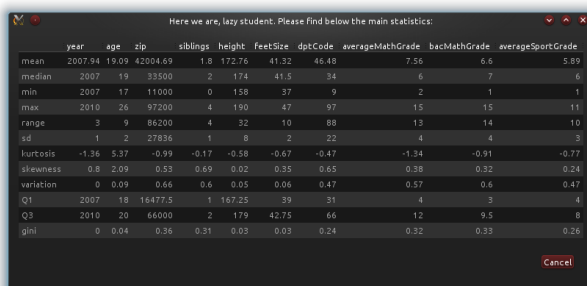 Here we are, lazy student. Please find below the main statistics:
year age zip siblings height feetSize dptCode averageMathGrade bacMathGrade averageSportGrade
mean 2007.94 19.09 42004.69 1.8 172.76 41.32 46.48 7.56 6.6 5.89
median 2007 19 33500 2 174 41.5 34 6 7 6
min 2007 17 11000 0 158 37 9 2 1 1
max 2010 26 97200 4 190 47 97 15 15 11
range 3 9 86200 4 32 10 88 13 14 10
sd 1 2 27836 1 8 2 22 4 4 3
kurtosis -1.36 5.37 -0.99 -0.17 -0.58 -0.67 -0.47 -1.34 -0.91 -0.77
skewness 0.8 2.09 0.53 0.69 0.02 0.35 0.65 0.38 0.32 0.24
variation 0 0.09 0.66 0.6 0.05 0.06 0.47 0.57 0.6 0.47
Q1 2007 18 16477.5 1 167.25 39 31 4 3 4
Q3 2010 20 66000 2 179 42.75 66 12 9.5 8
gini 0 0.04 0.36 0.31 0.03 0.03 0.24 0.32 0.33 0.26
Cancel